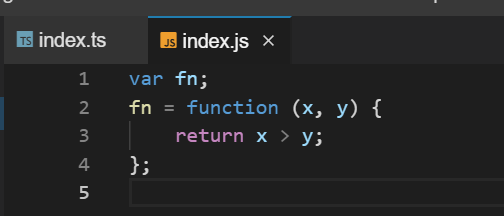 TS index.ts JS index.js ×
1 var fn;
2 fn = function (x, y) {
3     return x > y;
4 };
5